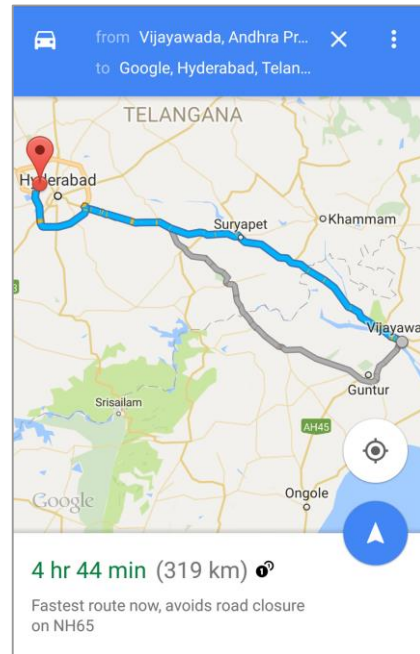 from Vijayawada, Andhra Pr...
to Google, Hyderabad, Telan...
TELANGANA
Hyderabad
Suryapet
Khammam
Vijayawa
Guntur
Srisailam
AH45
Ongole
Google
4 hr 44 min (319 km)
Fastest route now, avoids road closure
on NH65